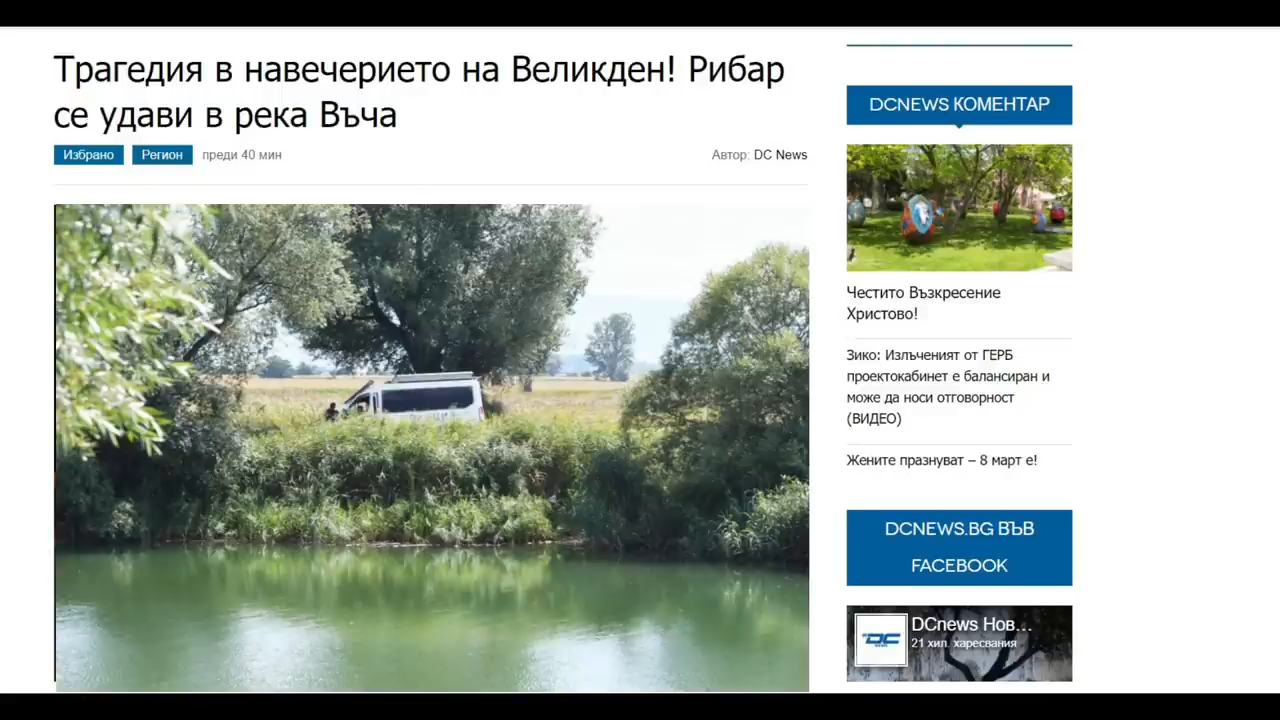 Трагедия в навечерието на Великден! Рибар
се удави в река Въча
Избрано Регион преди 40 мин Автор: DC News
DCNEWS КОМЕНТАР
Честито Възкресение
Христово!
Зико: Излъченият от ГЕРБ
проектокабинет е балансиран и
може да носи отговорност
(ВИДЕО)
Жените празнуват – 8 март е!
DCNEWS.BG ВЪВ
FACEBOOK
DCnews Нов...
21 хил. харесвания
DC
NEWS